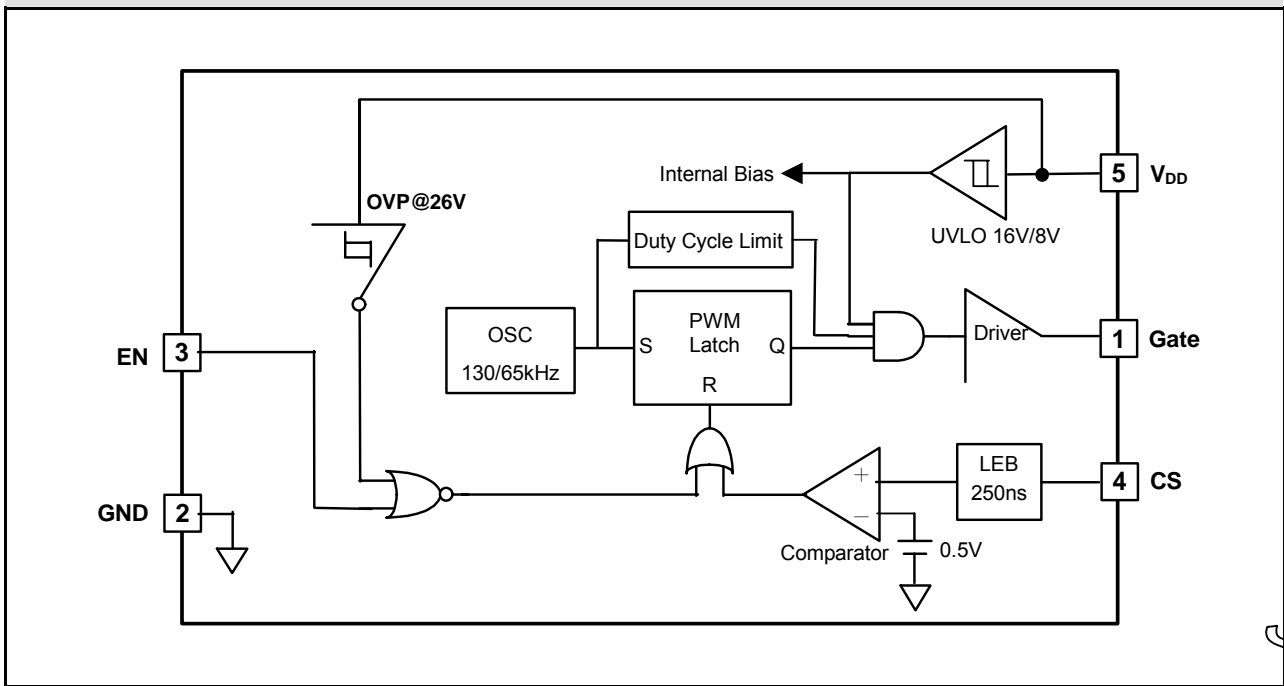 Internal Bias
5
VDD
OVP@26V
UVLO 16V/8V
Duty Cycle Limit
OSC
130/65kHz
PWM
Latch
S
Q
R
Driver
1
Gate
EN
3
LEB
250ns
4
CS
+
−
GND
2
Comparator
0.5V